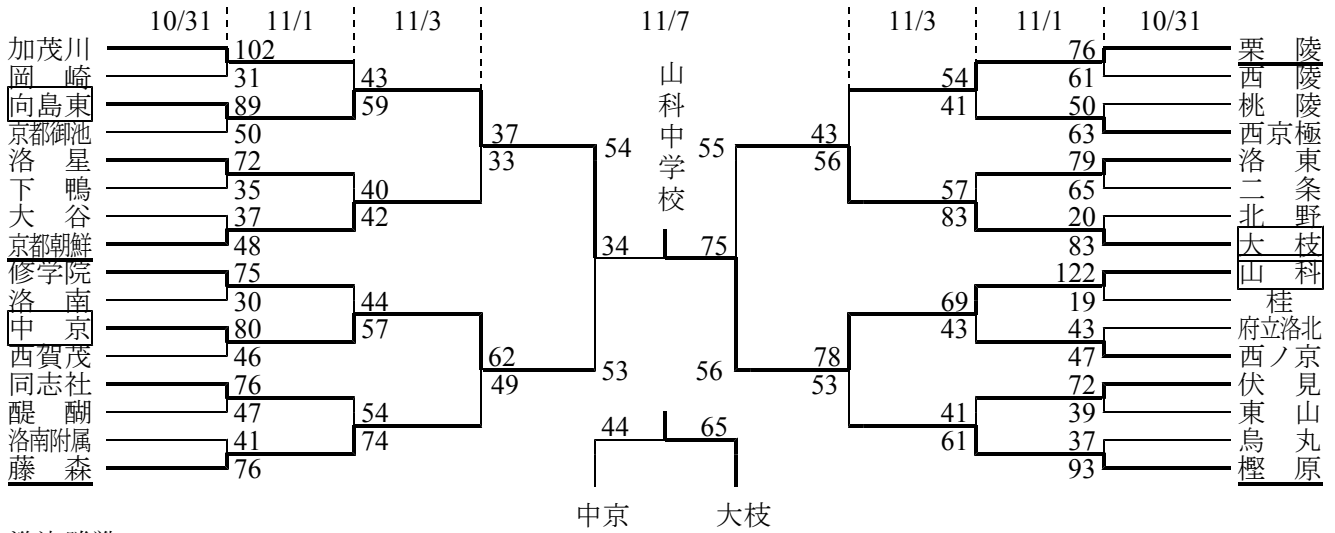 10/31 11/1 11/3 11/7 11/3 11/1 10/31
加茂川 102 76 栗陵
岡崎 31 43 54 61 西陵
向島東 89 59 41 50 桃陵
京都御池 50 37 43 63 西京極
洛星 72 33 54 55 56 79 洛東
下鴨 35 40 57 65 二条
大谷 37 42 83 20 北野
京都朝鮮 48 34 75 83 大枝
山科中学校
修学院 75 122 山科
洛南 30 44 69 19 桂
中京 80 57 43 43 府立洛北
西賀茂 46 62 78 47 西ノ京
同志社 76 49 53 56 53 72 伏見
醍醐 47 54 41 39 東山
洛南附属 41 74 44 65 61 37 烏丸
藤森 76 93 樫原
中京 大枝